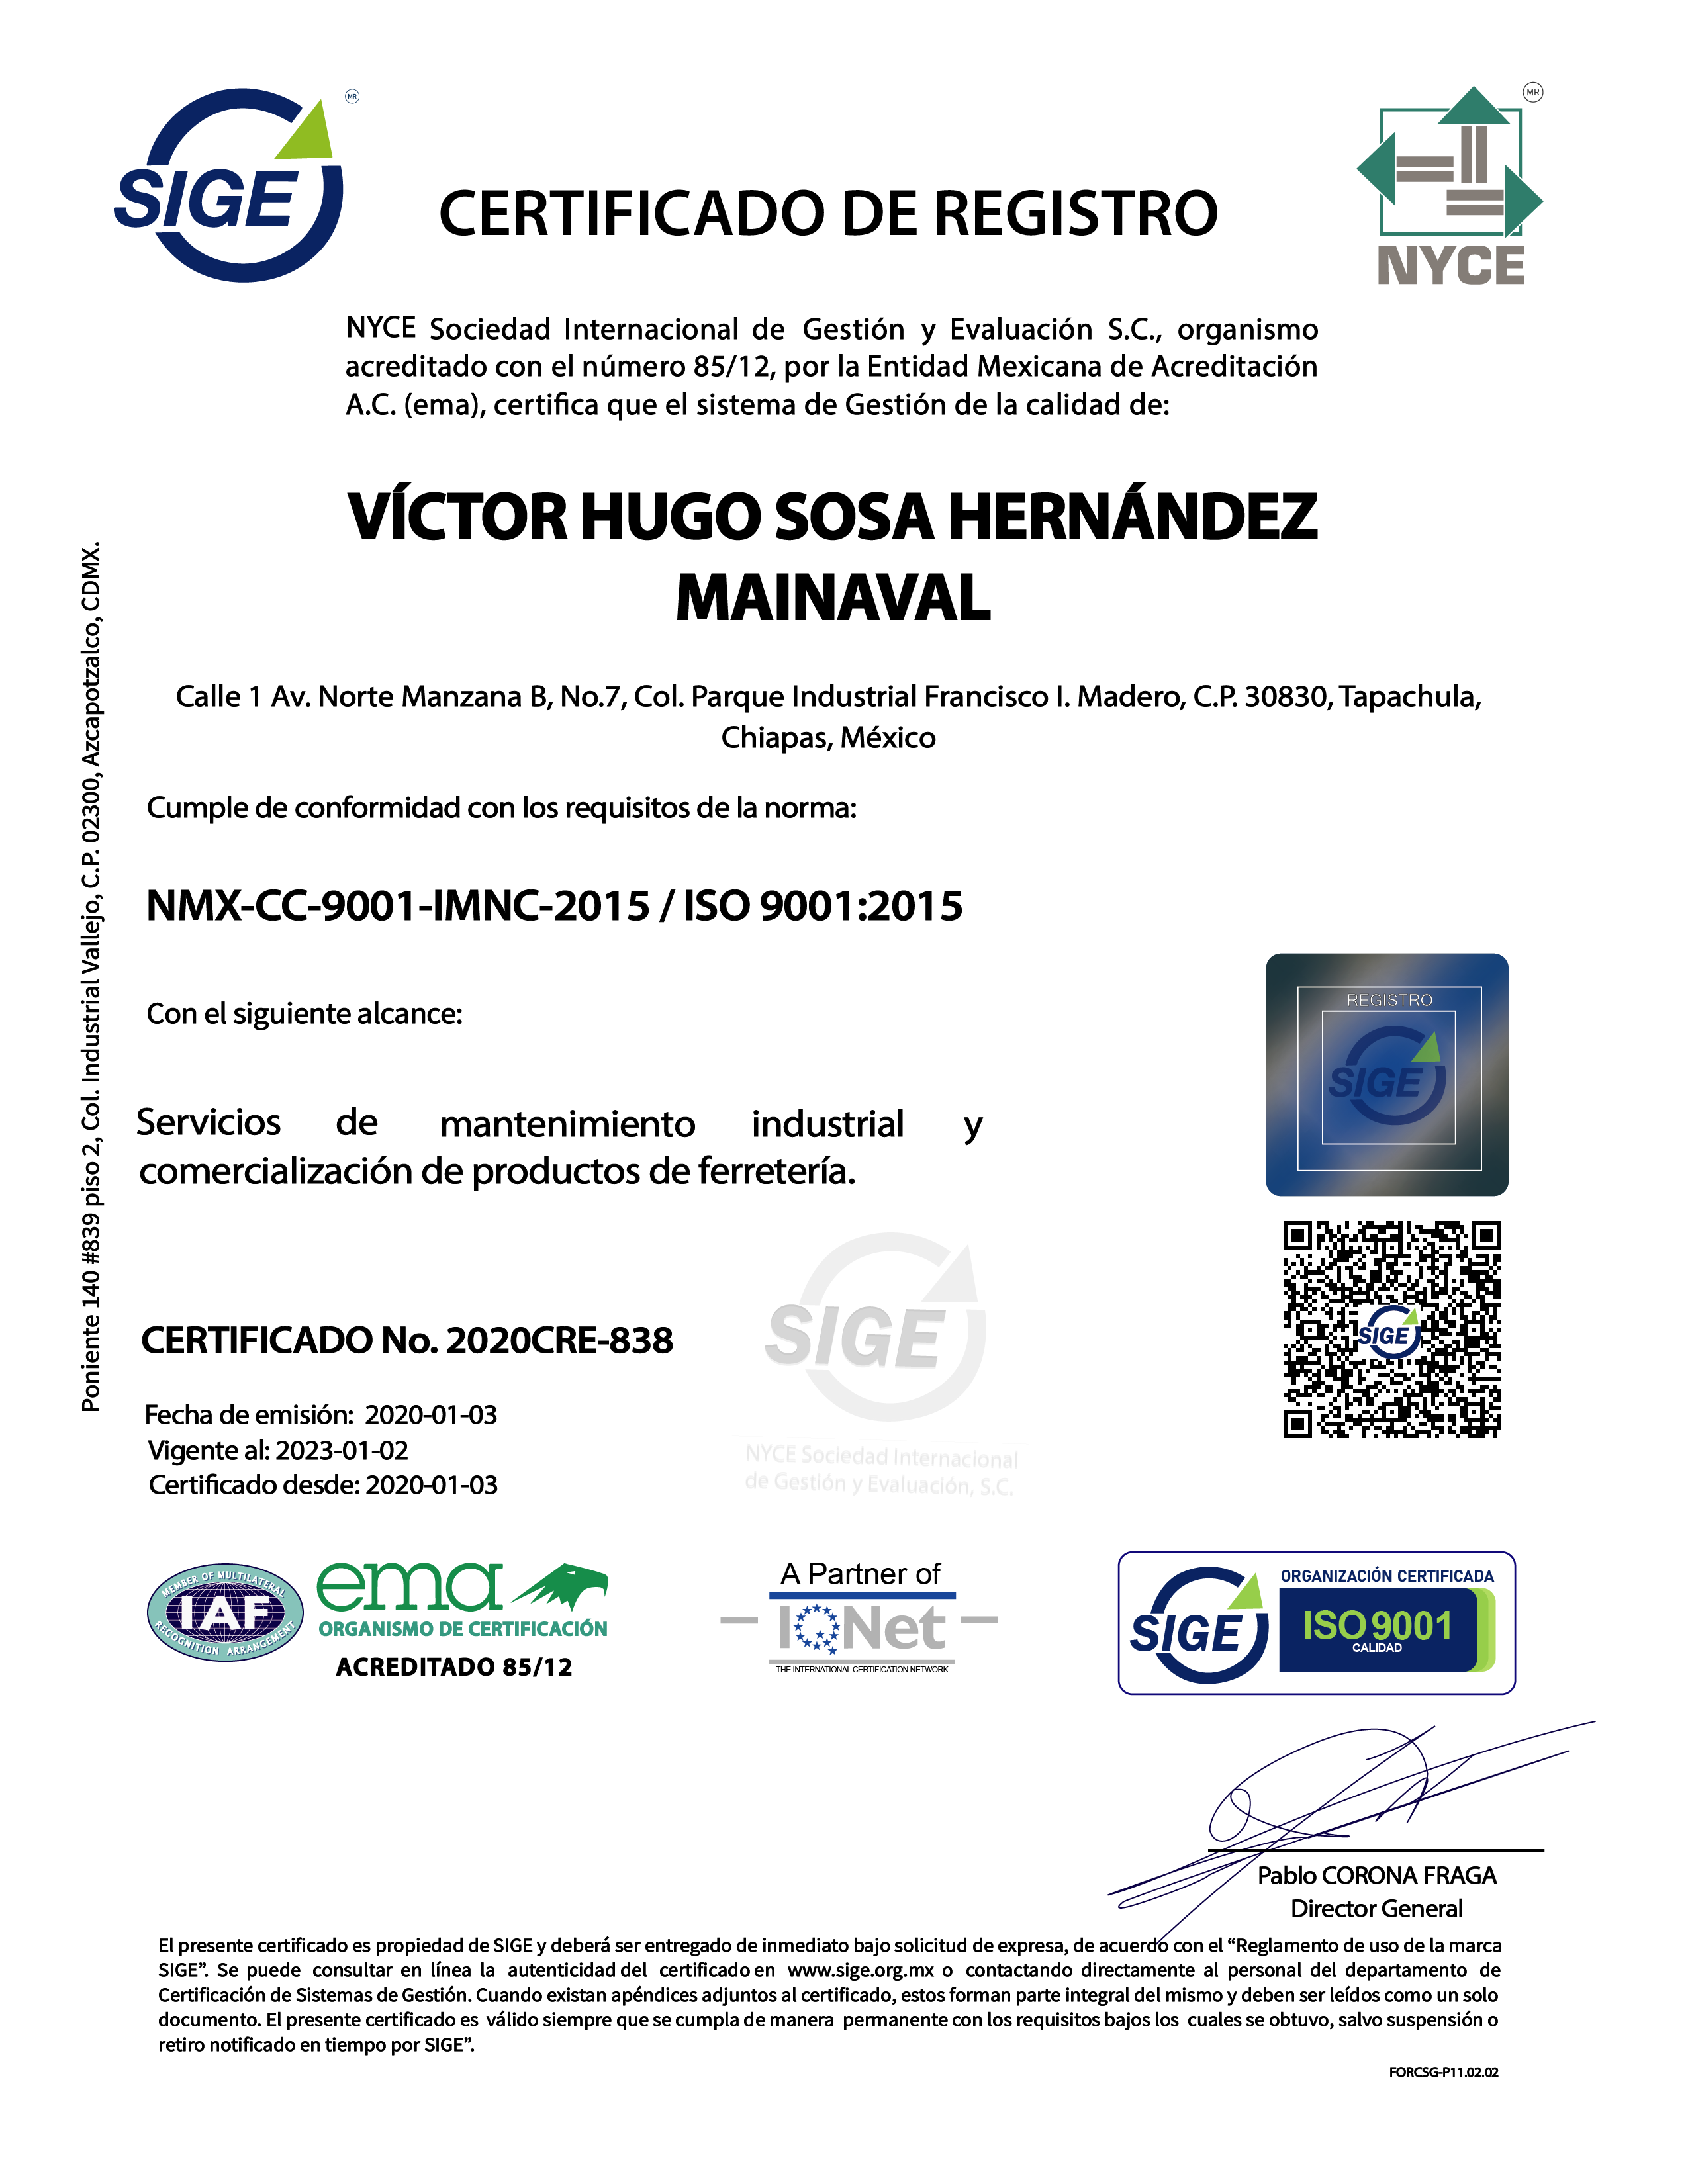 SIGE
MR
CERTIFICADO DE REGISTRO
MR
NYCE
NYCE Sociedad Internacional de Gestión y Evaluación S.C., organismo
acreditado con el número 85/12, por la Entidad Mexicana de Acreditación
A.C. (ema), certifica que el sistema de Gestión de la calidad de:
VÍCTOR HUGO SOSA HERNÁNDEZ
MAINAVAL
Calle 1 Av. Norte Manzana B, No.7, Col. Parque Industrial Francisco I. Madero, C.P. 30830, Tapachula,
Chiapas, México
Cumple de conformidad con los requisitos de la norma:
NMX-CC-9001-IMNC-2015 / ISO 9001:2015
Con el siguiente alcance:
Servicios de mantenimiento industrial y
comercialización de productos de ferretería.
REGISTRO
SIGE
SIGE
Poniente 140 #839 piso 2, Col. Industrial Vallejo, C.P. 02300, Azcapotzalco, CDMX.
CERTIFICADO No. 2020CRE-838
Fecha de emisión: 2020-01-03
Vigente al: 2023-01-02
Certificado desde: 2020-01-03
SIGE
NYCE Sociedad Internacional
de Gestión y Evaluación, S.C.
MEMBER OF MULTILATERAL
IAF
RECOGNITION ARRANGEMENT
ema
ORGANISMO DE CERTIFICACIÓN
ACREDITADO 85/12
A Partner of
IQNet
THE INTERNATIONAL CERTIFICATION NETWORK
SIGE
ORGANIZACIÓN CERTIFICADA
ISO 9001
CALIDAD
Pablo CORONA FRAGA
Director General
El presente certificado es propiedad de SIGE y deberá ser entregado de inmediato bajo solicitud de expresa, de acuerdo con el “Reglamento de uso de la marca
SIGE”. Se puede consultar en línea la autenticidad del certificado en www.sige.org.mx o contactando directamente al personal del departamento de
Certificación de Sistemas de Gestión. Cuando existan apéndices adjuntos al certificado, estos forman parte integral del mismo y deben ser leídos como un solo
documento. El presente certificado es válido siempre que se cumpla de manera permanente con los requisitos bajos los cuales se obtuvo, salvo suspensión o
retiro notificado en tiempo por SIGE”.
FORCSG-P11.02.02